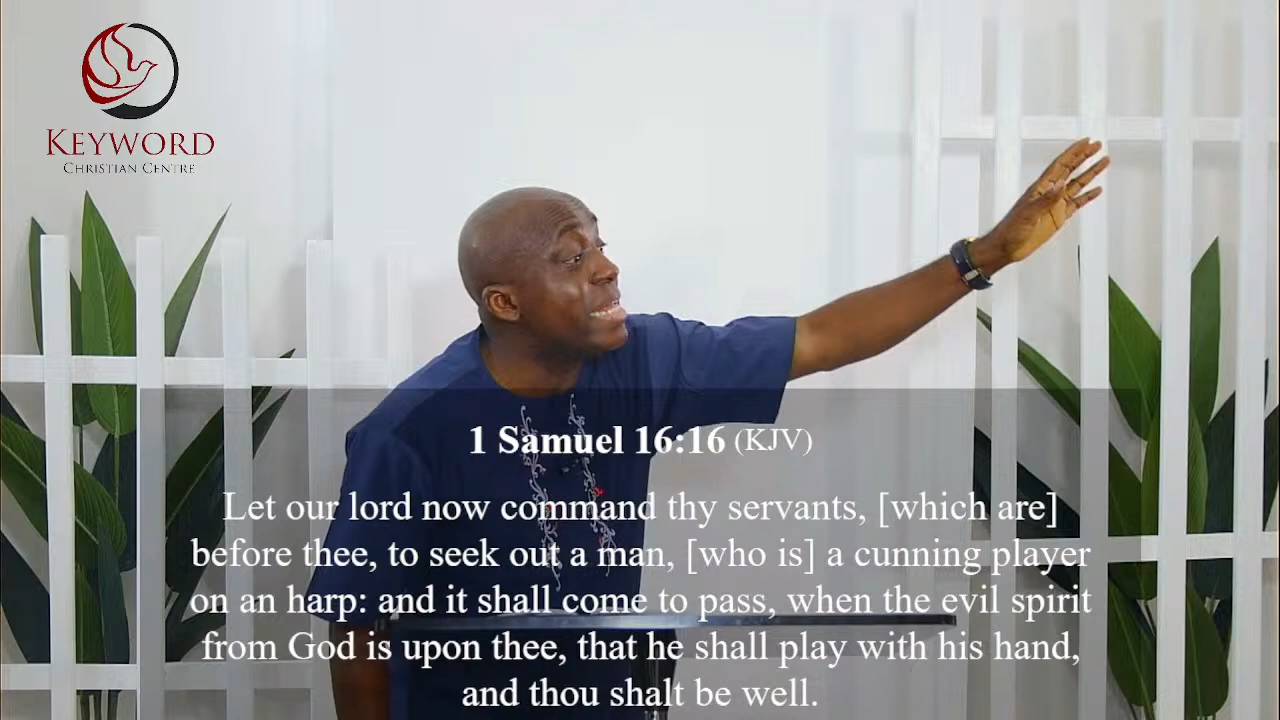 KEYWORD
CHRISTIAN CENTRE
1 Samuel 16:16 (KJV)
Let our lord now command thy servants, [which are]
before thee, to seek out a man, [who is] a cunning player
on an harp: and it shall come to pass, when the evil spirit
from God is upon thee, that he shall play with his hand,
and thou shalt be well.